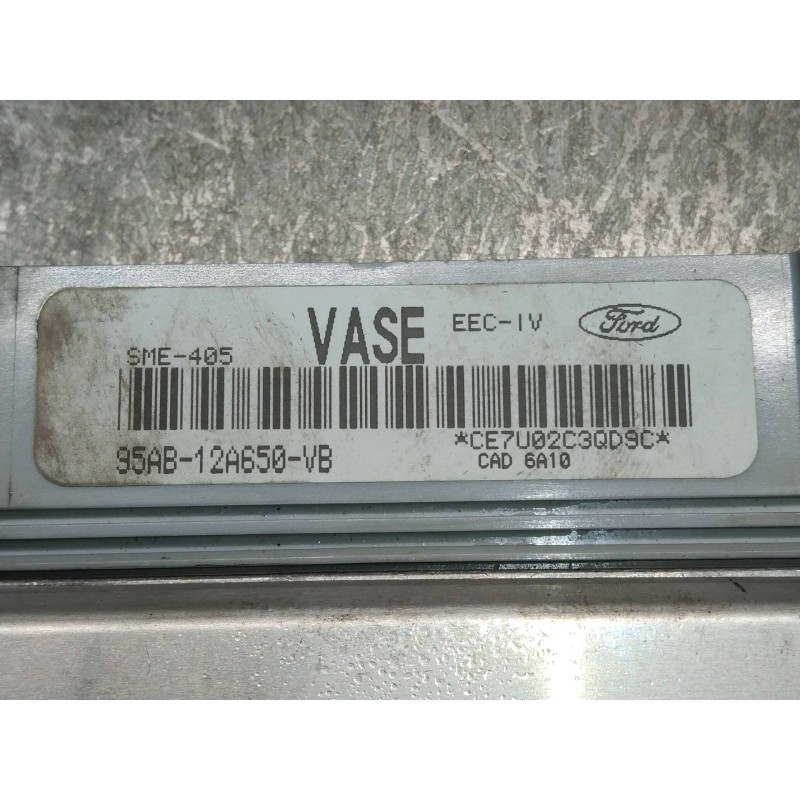 VASE EEC-IV Ford
SME-405
*CE7U02C3QD9C*
95AB-12A650-VB
CAD 6A10